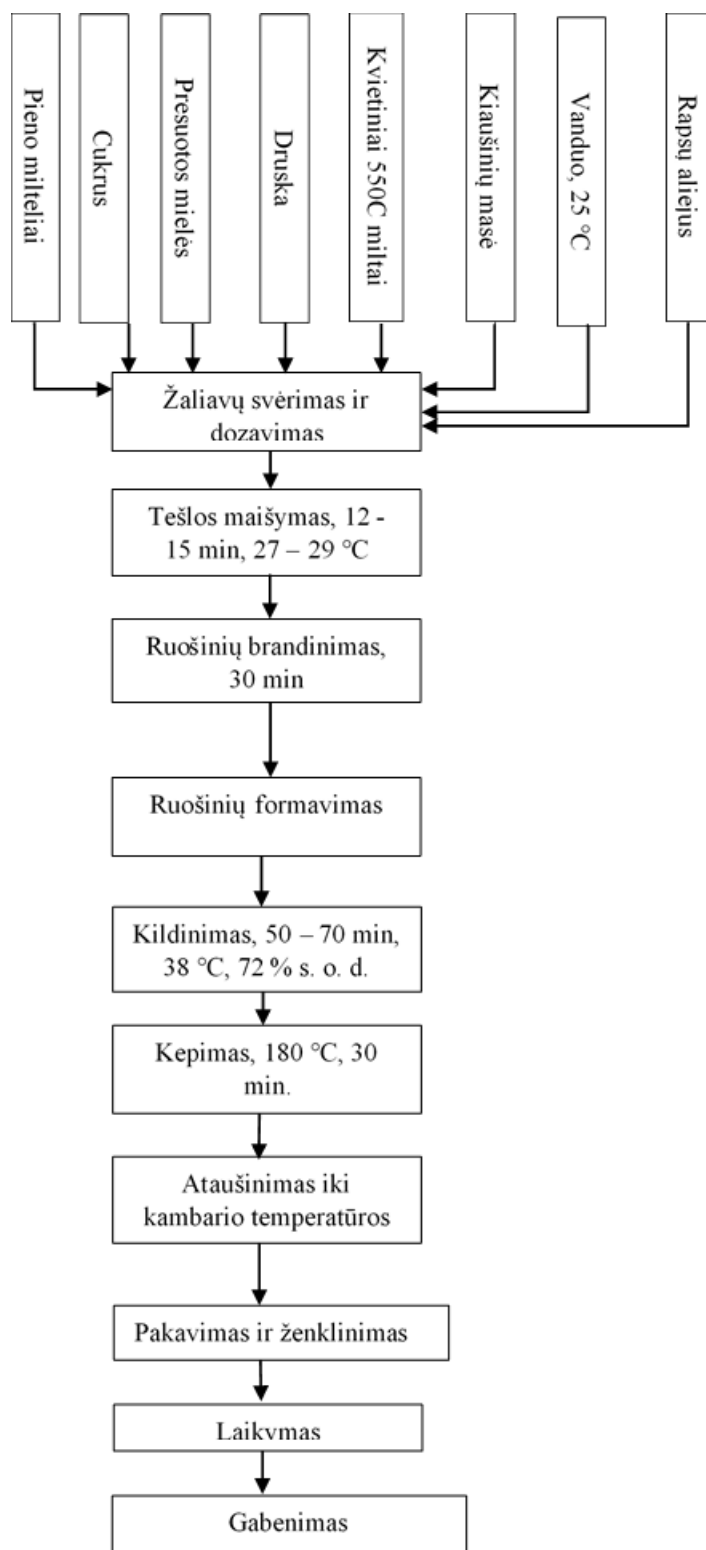 Pieno milteliai
Cukrus
Presuotos mielės
Druska
Kvietiniai 550C miltai
Kiaušinių masė
Vanduo, 25 °C
Rapsų aliejus
Žaliavų svėrimas ir
dozavimas
Tešlos maišymas, 12 -
15 min, 27 – 29 °C
Ruošinių brandinimas,
30 min
Ruošinių formavimas
Kildinimas, 50 – 70 min,
38 °C, 72 % s. o. d.
Kepimas, 180 °C, 30
min.
Ataušinimas iki
kambario temperatūros
Pakavimas ir ženklinimas
Laikymas
Gabenimas